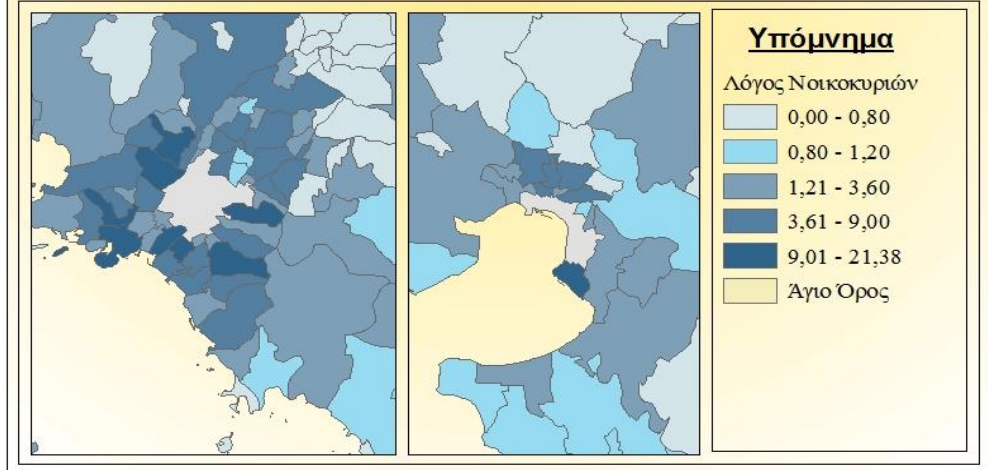 Υπόμνημα
Λόγος Νοικοκυριών
0,00 - 0,80
0,80 - 1,20
1,21 - 3,60
3,61 - 9,00
9,01 - 21,38
Άγιο Όρος